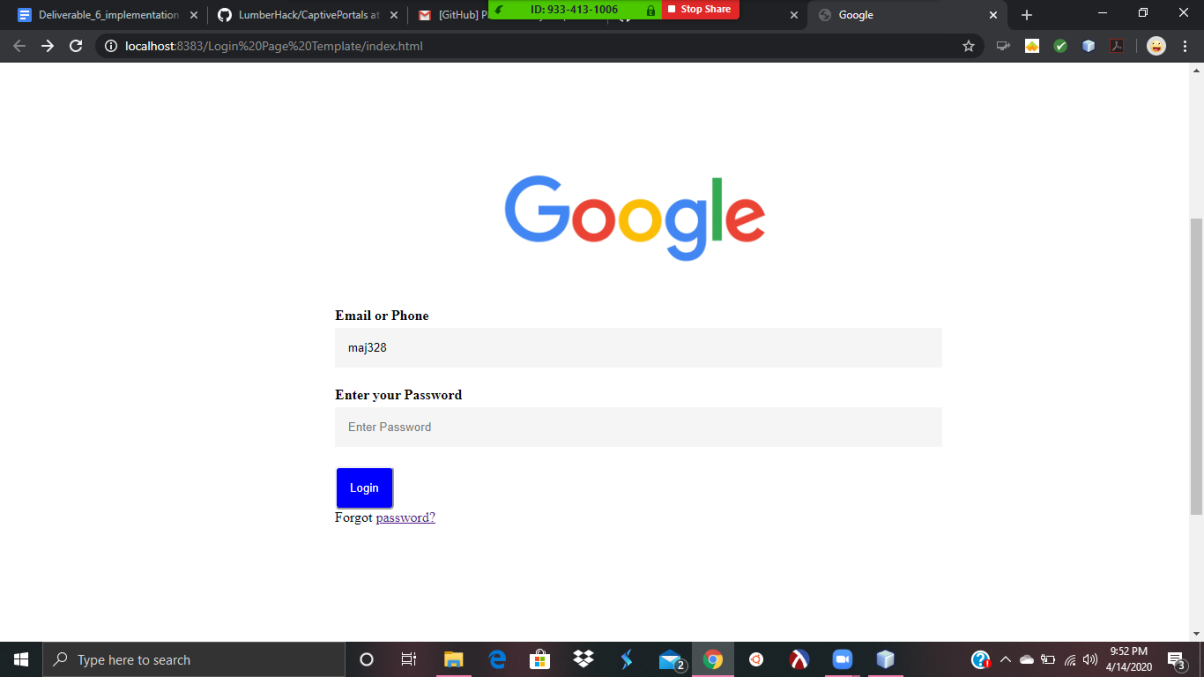 Deliverable_6_implementation
LumberHack/CaptivePortals at
[GitHub] P
ID: 933-413-1006
Stop Share
Google
localhost:8383/Login%20Page%20Template/index.html
Google
Email or Phone
maj328
Enter your Password
Enter Password
Login
Forgot password?
Type here to search
2
9:52 PM
4/14/2020
3